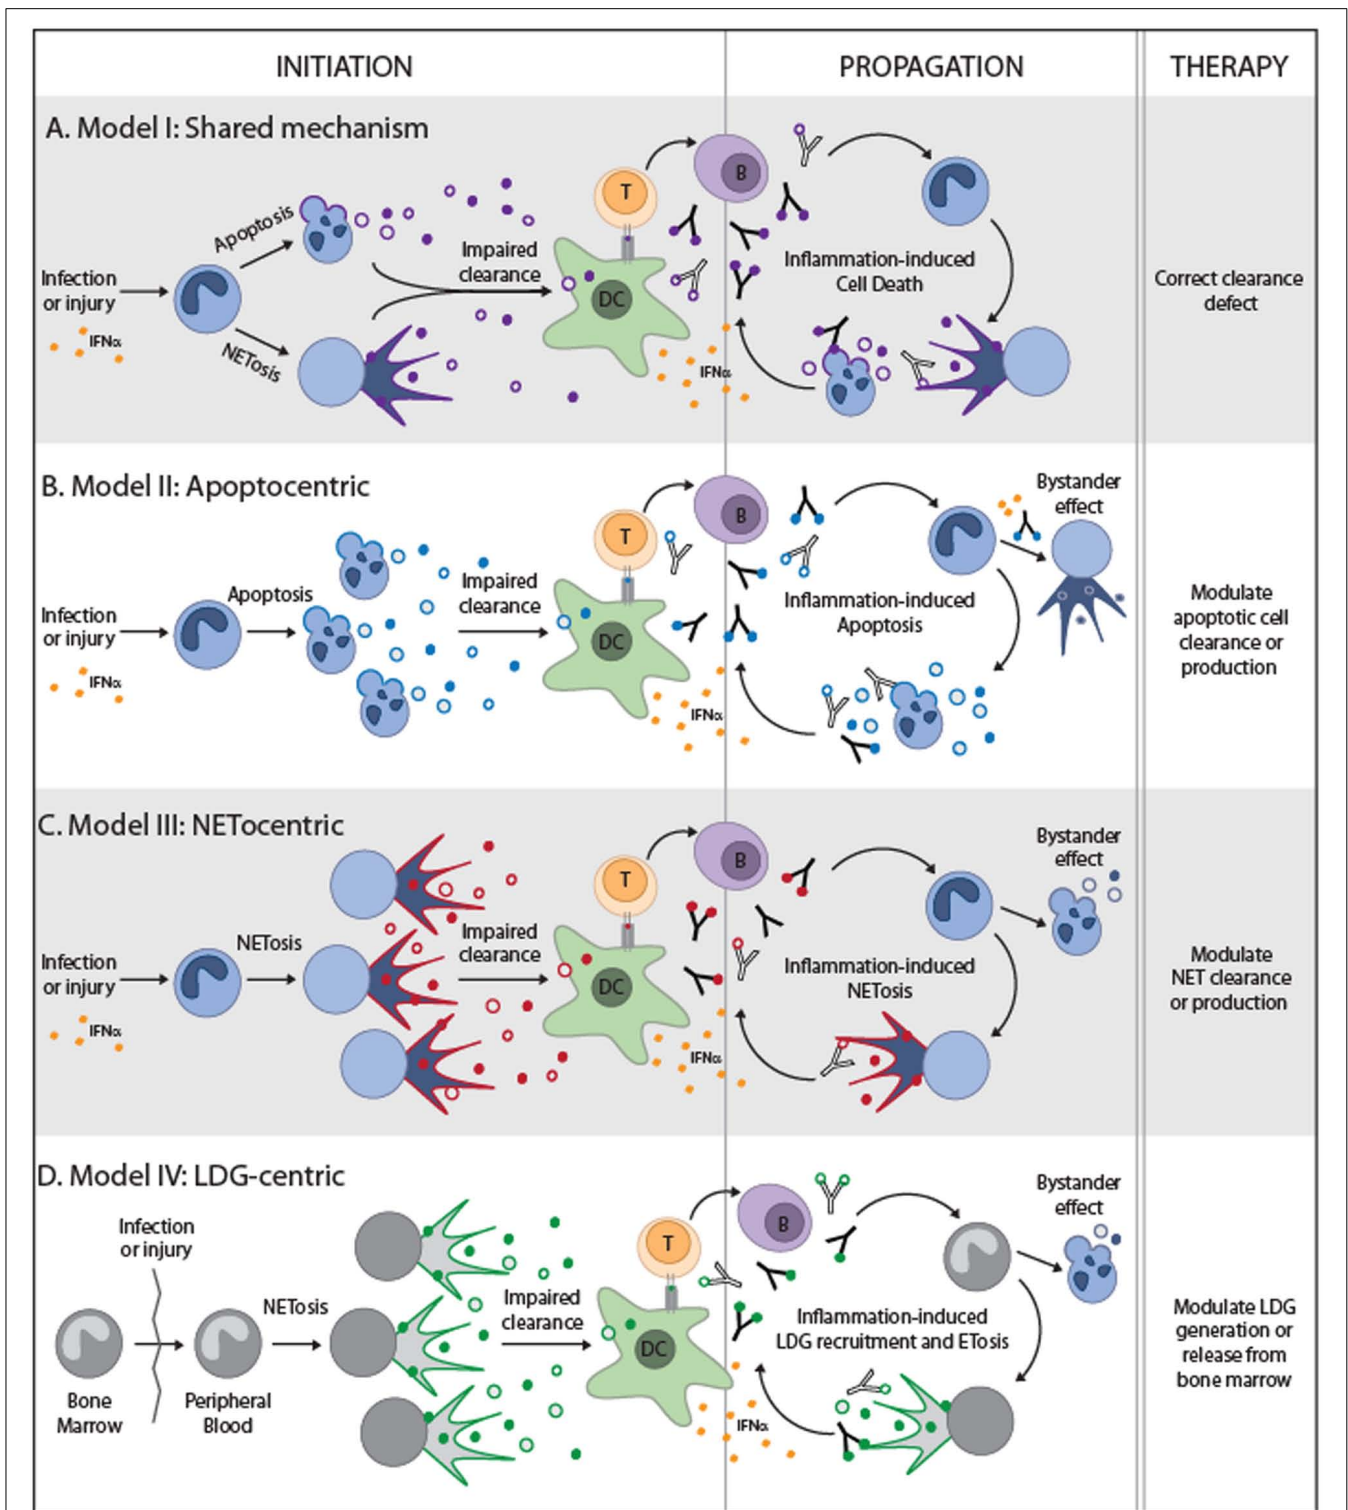 INITIATION
PROPAGATION
THERAPY
A. Model I: Shared mechanism
Infection
or injury
IFNα
Apoptosis
NETosis
Impaired
clearance
T
B
DC
IFNα
Inflammation-induced
Cell Death
Correct clearance
defect
B. Model II: Apoptocentric
Infection
or injury
IFNα
Apoptosis
Impaired
clearance
T
B
DC
IFNα
Inflammation-induced
Apoptosis
Bystander
effect
Modulate
apoptotic cell
clearance or
production
C. Model III: NETocentric
Infection
or injury
IFNα
NETosis
Impaired
clearance
T
B
DC
IFNα
Inflammation-induced
NETosis
Bystander
effect
Modulate
NET clearance
or production
D. Model IV: LDG-centric
Infection
or injury
Bone
Marrow
Peripheral
Blood
NETosis
Impaired
clearance
T
B
DC
IFNα
Inflammation-induced
LDG recruitment and ETosis
Bystander
effect
Modulate LDG
generation or
release from
bone marrow